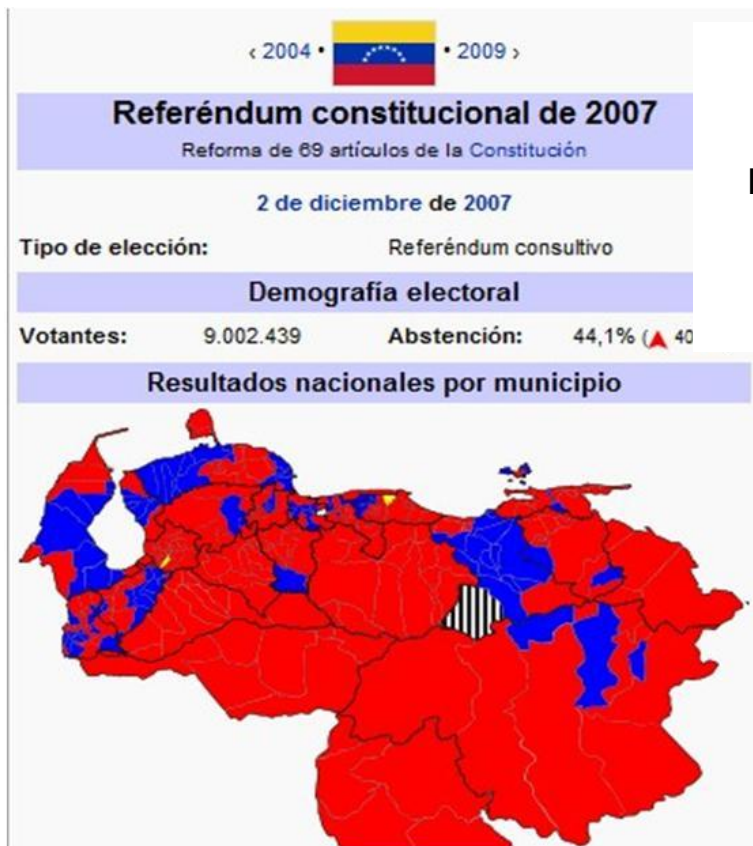 ‹ 2004 • • 2009 ›
Referéndum constitucional de 2007
Reforma de 69 artículos de la Constitución
2 de diciembre de 2007
Tipo de elección: Referéndum consultivo
Demografía electoral
Votantes: 9.002.439 Abstención: 44,1% (▲ 40
Resultados nacionales por municipio